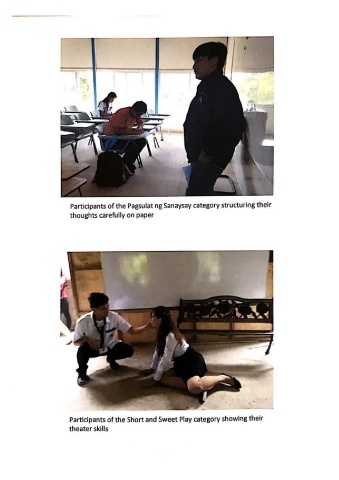 Participants of the Pagsulat ng Sanaysay category structuring their
thoughts carefully on paper
Participants of the Short and Sweet Play category showing their
theater skills